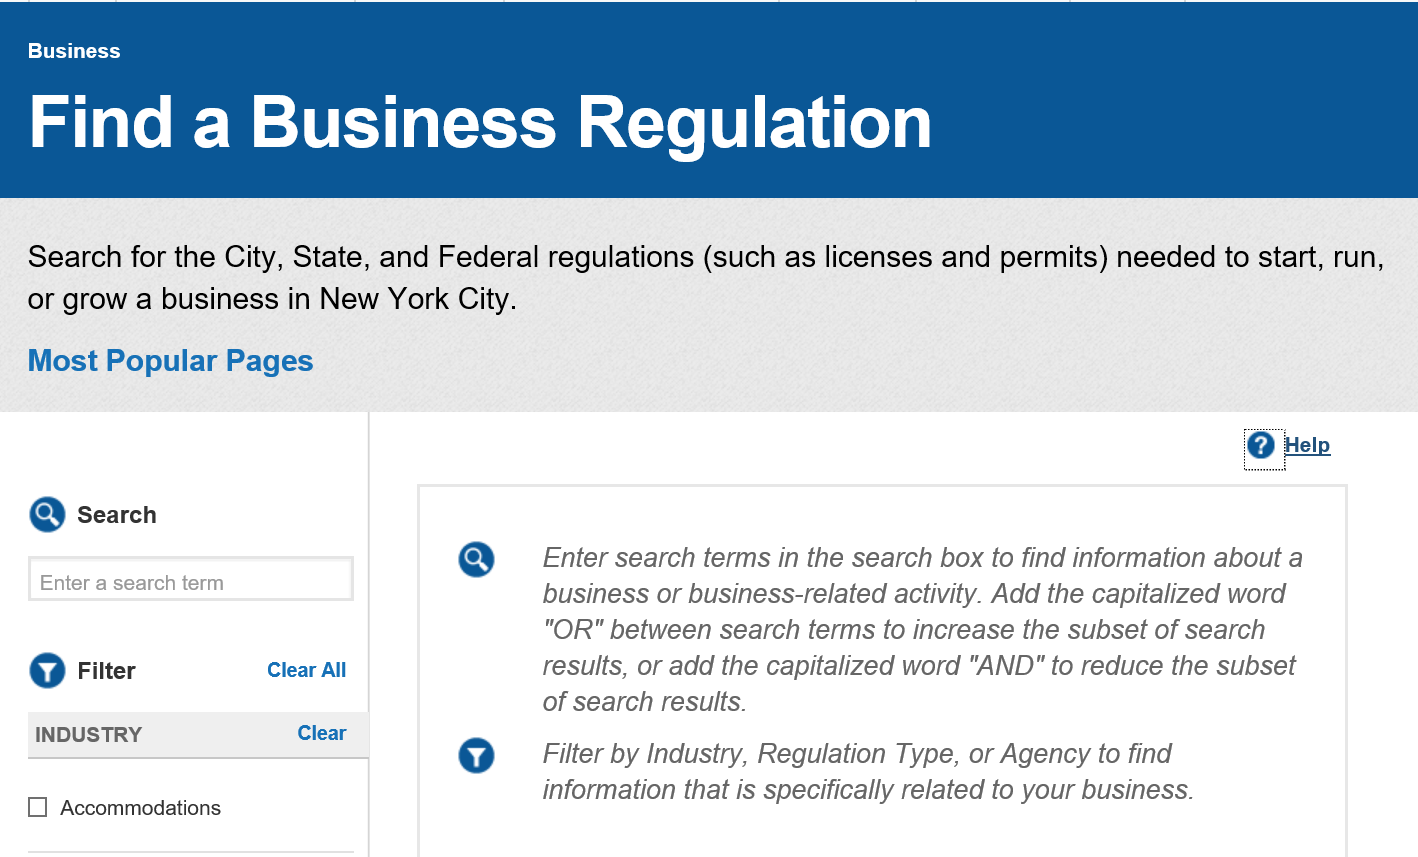 Business
Find a Business Regulation
Search for the City, State, and Federal regulations (such as licenses and permits) needed to start, run,
or grow a business in New York City.
Most Popular Pages
? Help
Search
Enter a search term
Filter Clear All
INDUSTRY Clear
Accommodations
Enter search terms in the search box to find information about a
business or business-related activity. Add the capitalized word
"OR" between search terms to increase the subset of search
results, or add the capitalized word "AND" to reduce the subset
of search results.
Filter by Industry, Regulation Type, or Agency to find
information that is specifically related to your business.